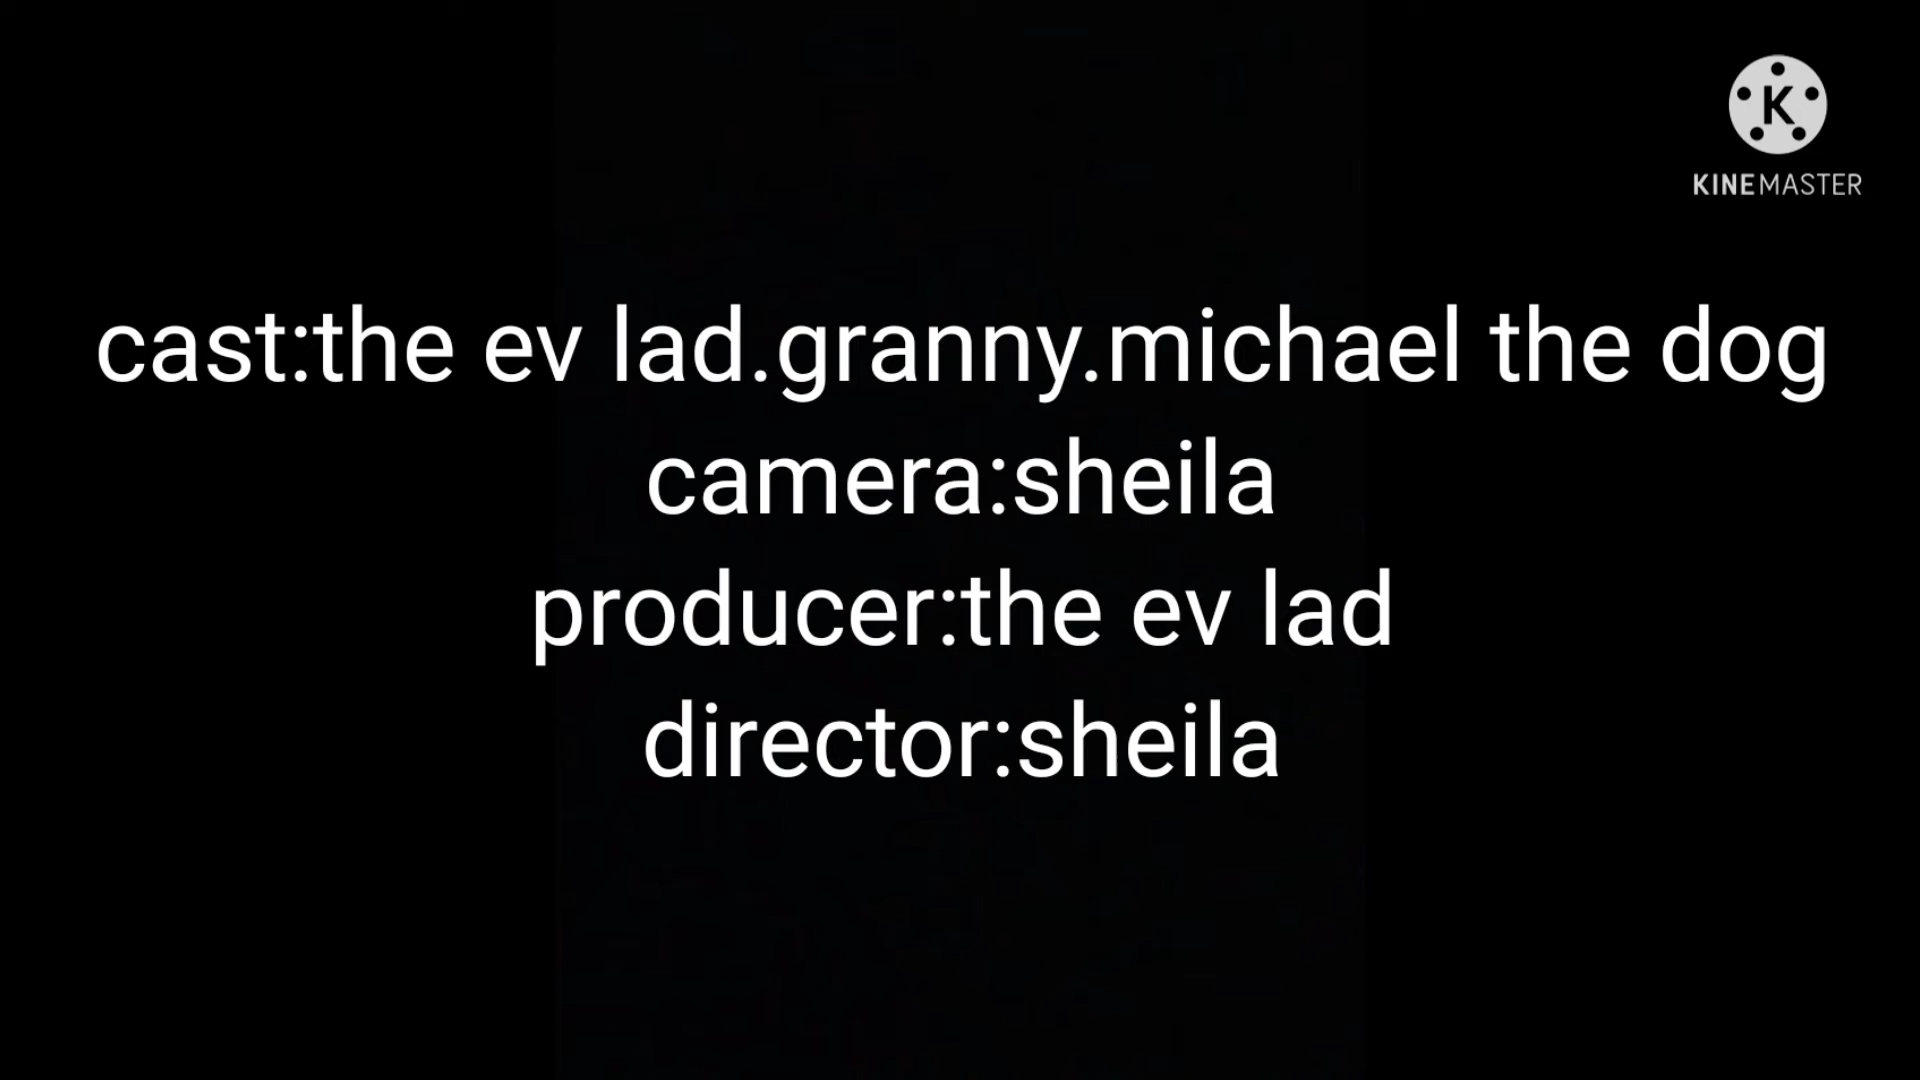 K
KINEMASTER
cast:the ev lad.granny.michael the dog
camera:sheila
producer:the ev lad
director:sheila